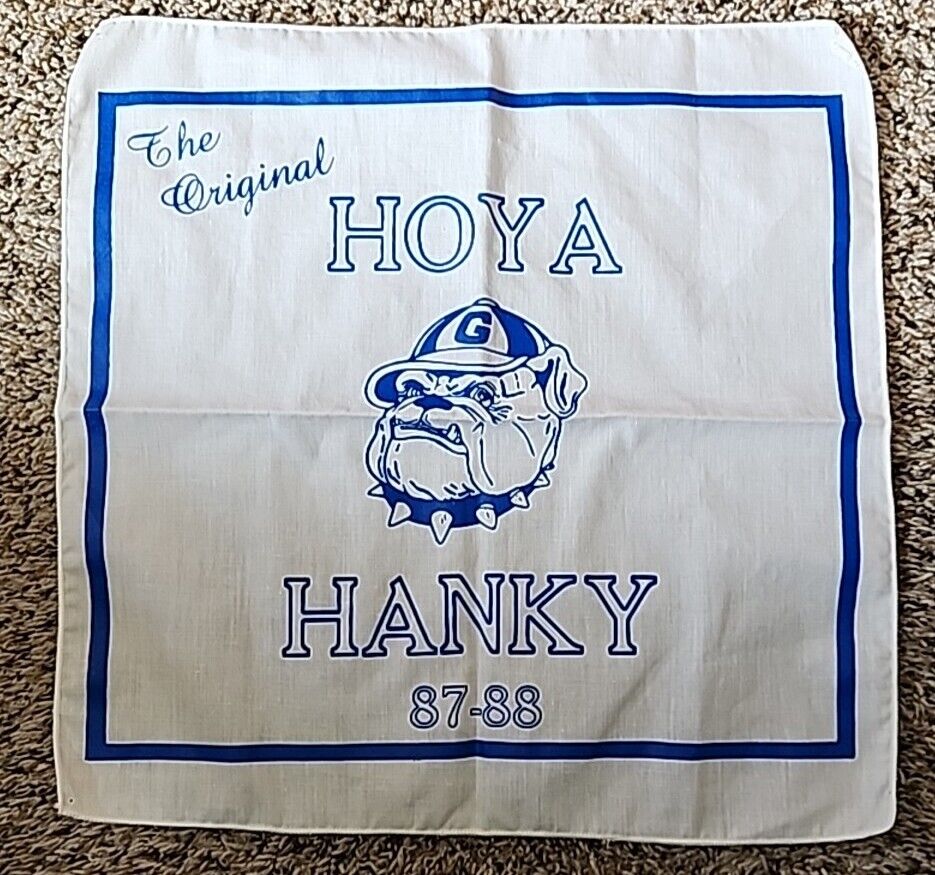 The
Original
HOYA
G
HANKY
87-88